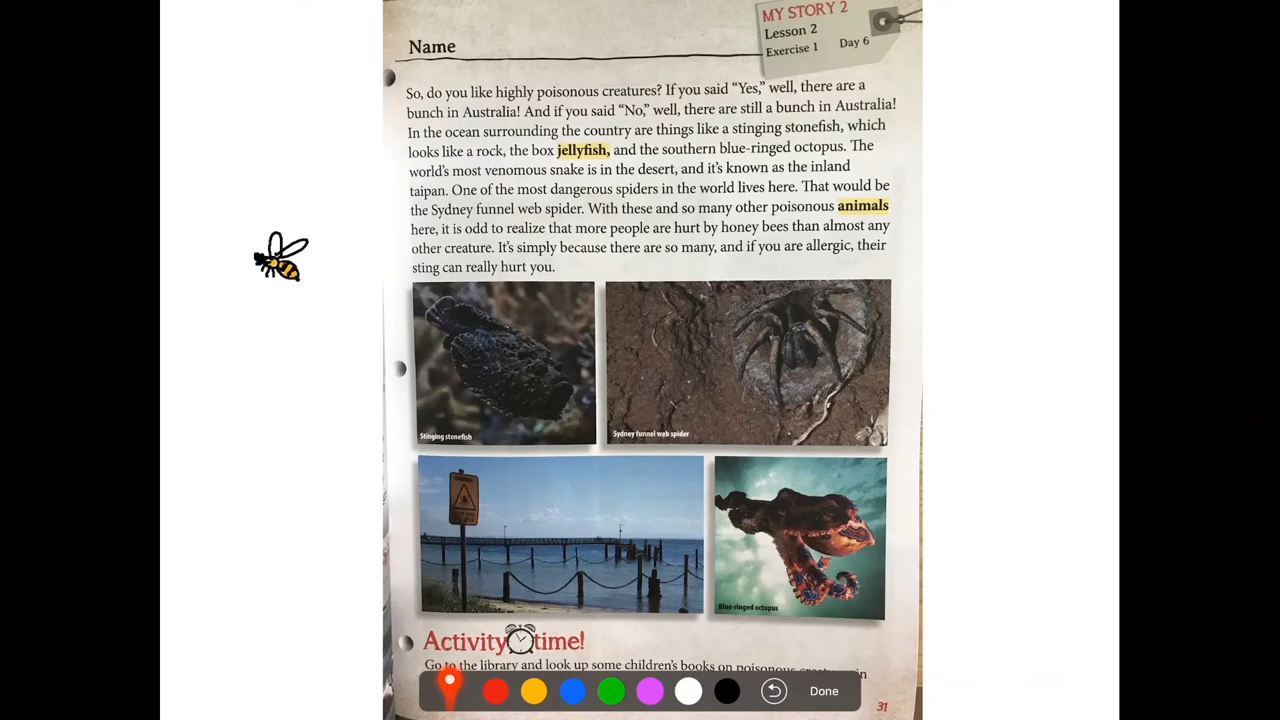 MY STORY 2
Lesson 2
Exercise 1 Day 6
Name
So, do you like highly poisonous creatures? If you said “Yes,” well, there are a
bunch in Australia! And if you said “No,” well, there are still a bunch in Australia!
In the ocean surrounding the country are things like a stinging stonefish, which
looks like a rock, the box jellyfish, and the southern blue-ringed octopus. The
world's most venomous snake is in the desert, and it's known as the inland
taipan. One of the most dangerous spiders in the world lives here. That would be
the Sydney funnel web spider. With these and so many other poisonous animals
here, it is odd to realize that more people are hurt by honey bees than almost any
other creature. It's simply because there are so many, and if you are allergic, their
sting can really hurt you.
Stinging stonefish
Sydney funnel web spider
Blue-ringed octopus
Activity time!
Go to the library and look up some children's books on poisonous
in
Done
31